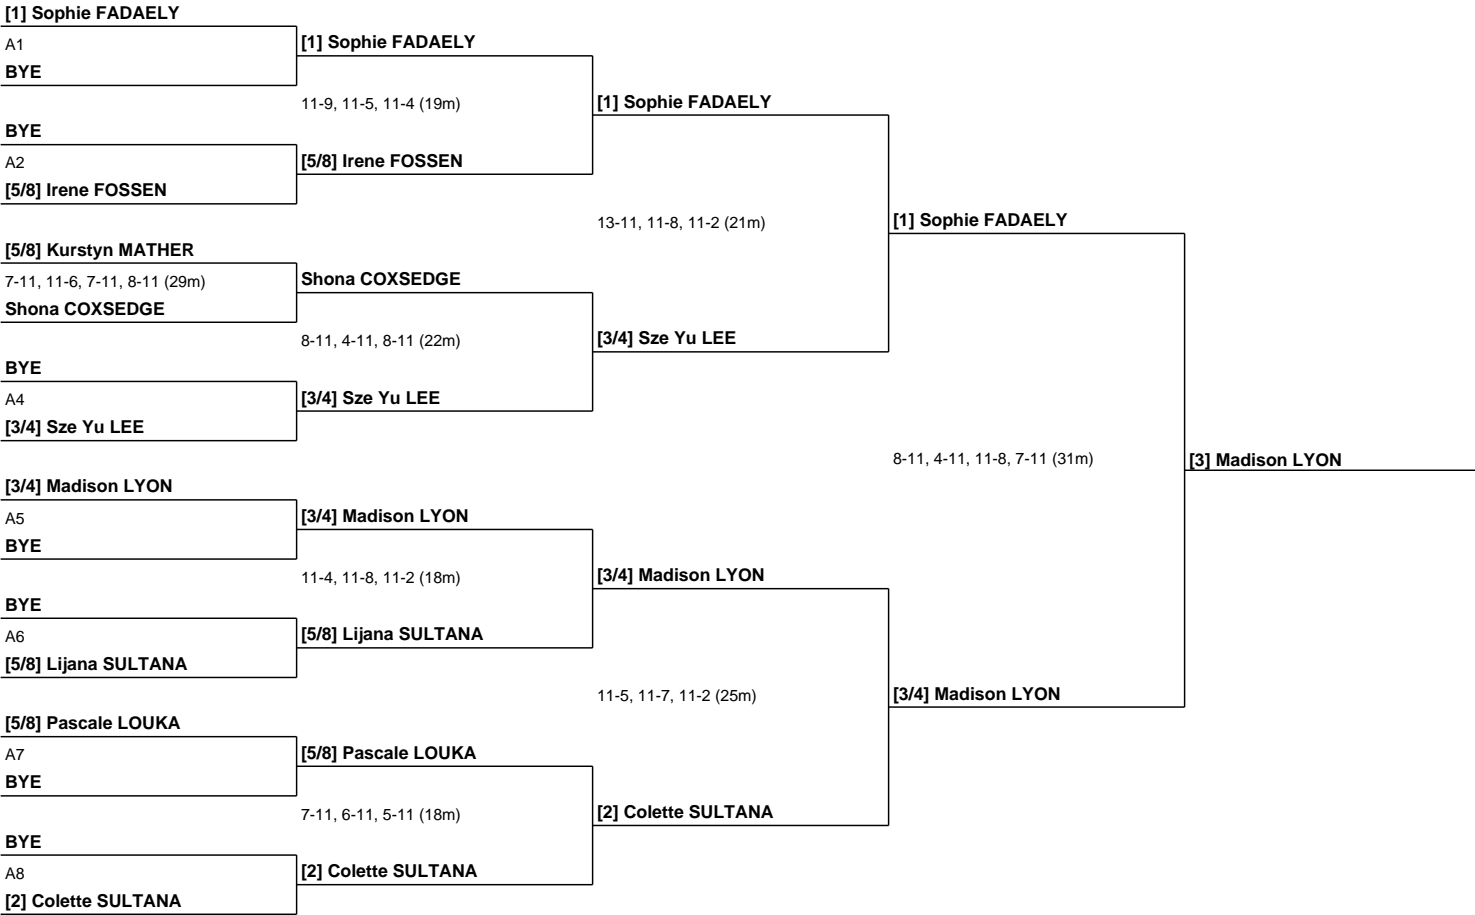 [1] Sophie FADAELY
A1
BYE
BYE
A2
[5/8] Irene FOSSEN
[5/8] Kurstyn MATHER
7-11, 11-6, 7-11, 8-11 (29m)
Shona COXSEDGE
BYE
A4
[3/4] Sze Yu LEE
[3/4] Madison LYON
A5
BYE
BYE
A6
[5/8] Lijana SULTANA
[5/8] Pascale LOUKA
A7
BYE
BYE
A8
[2] Colette SULTANA
[1] Sophie FADAELY
11-9, 11-5, 11-4 (19m)
[5/8] Irene FOSSEN
Shona COXSEDGE
8-11, 4-11, 8-11 (22m)
[3/4] Sze Yu LEE
[3/4] Madison LYON
11-4, 11-8, 11-2 (18m)
[5/8] Lijana SULTANA
[5/8] Pascale LOUKA
7-11, 6-11, 5-11 (18m)
[2] Colette SULTANA
[1] Sophie FADAELY
13-11, 11-8, 11-2 (21m)
[3/4] Sze Yu LEE
[3/4] Madison LYON
11-5, 11-7, 11-2 (25m)
[2] Colette SULTANA
[1] Sophie FADAELY
8-11, 4-11, 11-8, 7-11 (31m)
[3/4] Madison LYON
[3] Madison LYON